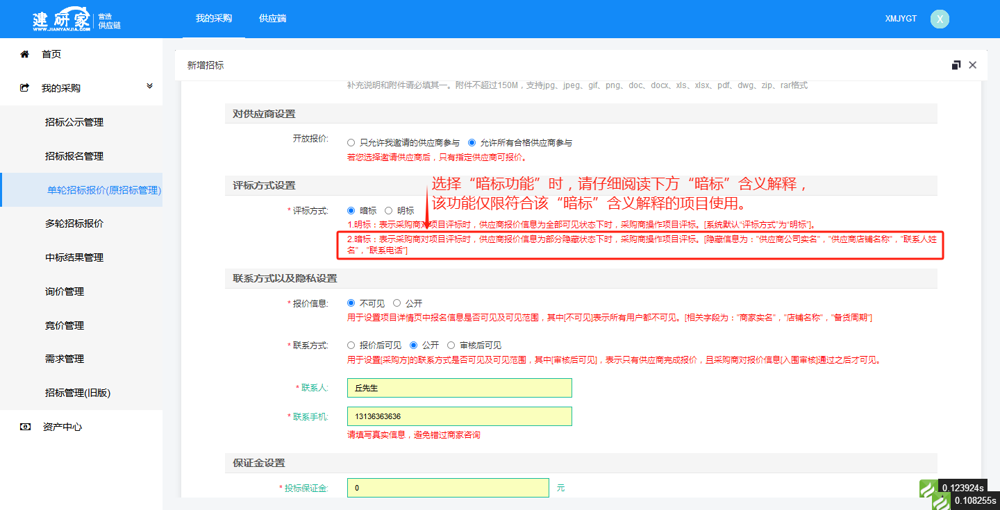 建研家
WWW.JIANYANJIA.COM
营造
供应链
我的采购
供应端
XMJYGT
X
首页
我的采购
招标公示管理
招标报名管理
单轮招标报价(原招标管理)
多轮招标报价
中标结果管理
询价管理
竞价管理
需求管理
招标管理(旧版)
资产中心
新增招标
补充说明和附件请必填其一。附件不超过150M，支持jpg、jpeg、gif、png、doc、docx、xls、xlsx、pdf、dwg、zip、rar格式
对供应商设置
开放报价: 只允许我邀请的供应商参与 允许所有合格供应商参与
若您选择邀请供应商后，只有指定供应商可报价。
评标方式设置
选择“暗标功能”时，请仔细阅读下方“暗标”含义解释，
该功能仅限符合该“暗标”含义解释的项目使用。
* 评标方式: 暗标 明标
1.明标：表示采购商对项目评标时，供应商报价信息为全部可见状态下时，采购商操作项目评标。[系统默认“评标方式”为“明标”]。
2.暗标：表示采购商对项目评标时，供应商报价信息为部分隐藏状态下时，采购商操作项目评标。[隐藏信息为："供应商公司实名"，"供应商店铺名称"，"联系人姓
名"，"联系电话"]
联系方式以及隐私设置
* 报价信息: 不可见 公开
用于设置项目详情页中报名信息是否可见及可见范围，其中[不可见]表示所有用户都不可见。[相关字段为："商家实名"，"店铺名称"，"备货周期"]
* 联系方式: 报价后可见 公开 审核后可见
用于设置[采购方]的联系方式是否可见及可见范围，其中[审核后可见]，表示只有供应商完成报价，且采购商对报价信息[入围审核]通过之后才可见。
* 联系人: 丘先生
* 联系手机: 13136363636
请填写真实信息，避免错过商家咨询
保证金设置
* 投标保证金: 0 元
0.123924s
0.108255s